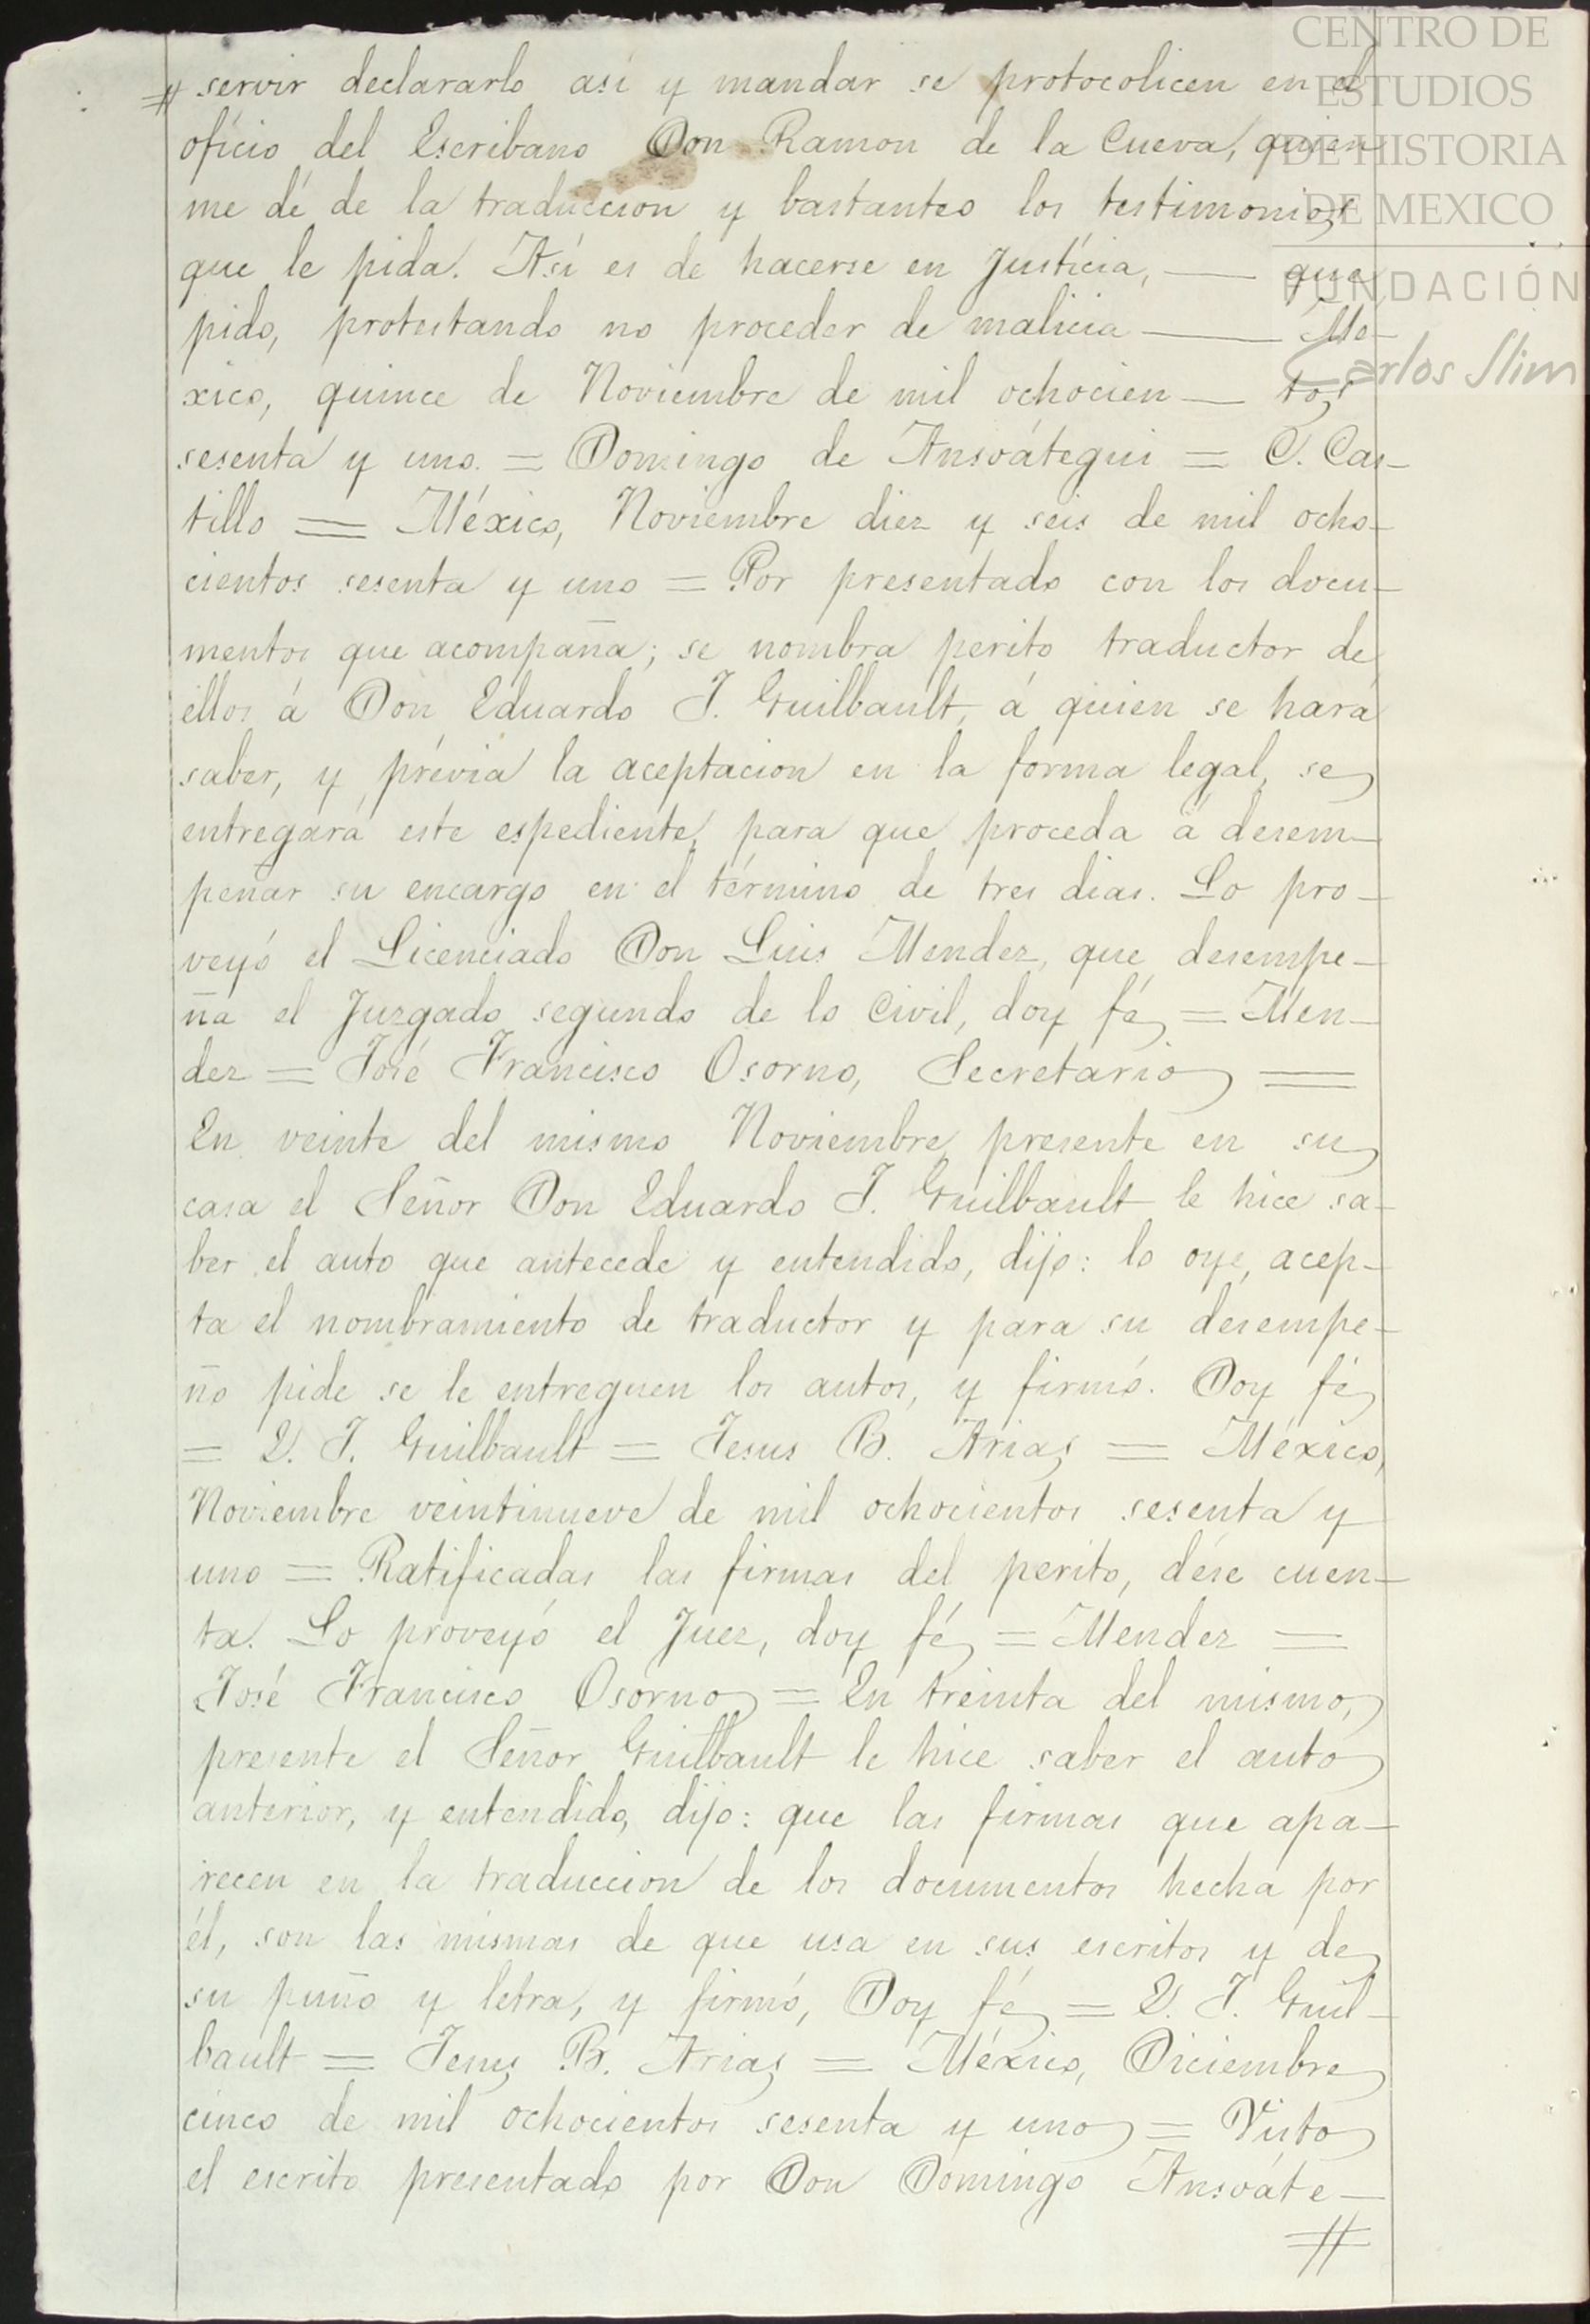 CENTRO DE
ESTUDIOS
DE HISTORIA
DE MEXICO
FUNDACIÓN
Carlos Slim
# servir declararlo asi y mandar se protocolicen en el
oficio del Escribano Don Ramon de la Cueva, quien
me dé de la traduccion y bastantes los testimonios
que le pida. Así es de hacerse en Justicia, — que
pido, protestando no proceder de malicia — Me-
xico, quince de Noviembre de mil ochocien — tos
sesenta y uno. = Domingo de Ansoátegui = C. Cas-
tillo = México, Noviembre diez y seis de mil ocho-
cientos sesenta y uno = Por presentado con los docu-
mentos que acompaña; se nombra perito traductor de
ellos á Don Eduardo J. Guilbault, á quien se hará
saber, y prévia la aceptacion en la forma legal, se
entregará este espediente para que proceda á desem-
peñar su encargo en el término de tres dias. Lo pro-
veyó el Licenciado Don Luis Mendez, que desempe-
ña el Juzgado segundo de lo Civil, doy fé = Men-
dez = José Francisco Osorno, Secretario =
En veinte del mismo Noviembre, presente en su
casa el Señor Don Eduardo J. Guilbault le hice sa-
ber el auto que antecede y entendido, dijo: lo oye, acep-
ta el nombramiento de traductor y para su desempe-
ño pide se le entreguen los autos, y firmó. Doy fé
= E. J. Guilbault = Jesus B. Arias = México,
Noviembre veintinueve de mil ochocientos sesenta y
uno = Ratificadas las firmas del perito, dése cuen-
ta. Lo proveyó el Juez, doy fé = Mendez =
José Francisco Osorno = En treinta del mismo,
presente el Señor Guilbault le hice saber el auto
anterior, y entendido, dijo: que las firmas que apa-
recen en la traduccion de los documentos hecha por
él, son las mismas de que usa en sus escritos y de
su puño y letra, y firmó, Doy fé = E. J. Guil-
bault = Jesus B. Arias = México, Diciembre
cinco de mil ochocientos sesenta y uno = Visto
el escrito presentado por Don Domingo Ansoáte-
#